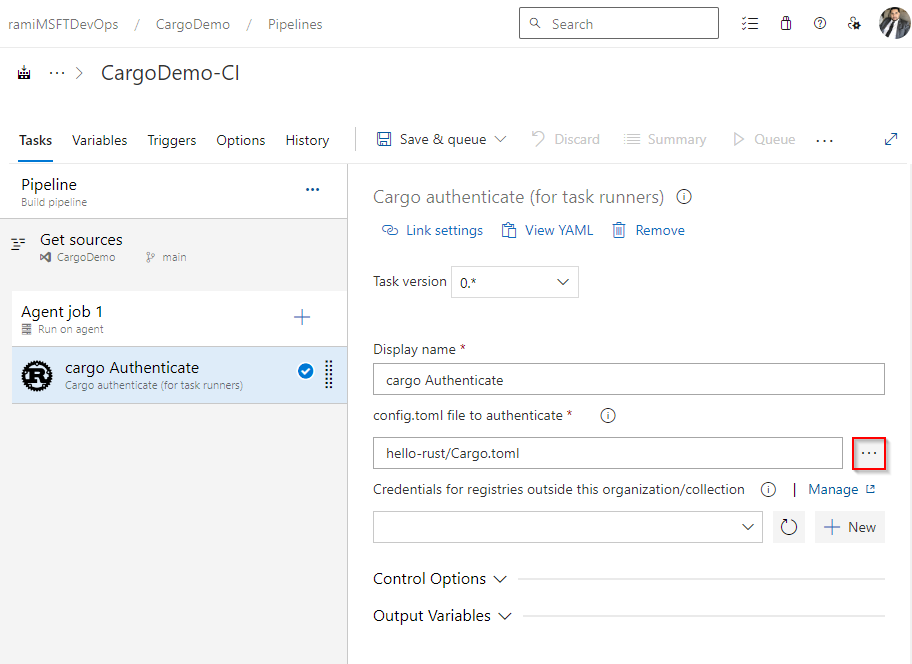 ramiMSFTDevOps / CargoDemo / Pipelines
Search
... > CargoDemo-CI
Tasks Variables Triggers Options History
Save & queue Discard Summary Queue ...
Pipeline
Build pipeline
...
Get sources
CargoDemo main
Agent job 1
Run on agent
cargo Authenticate
Cargo authenticate (for task runners)
Cargo authenticate (for task runners)
Link settings View YAML Remove
Task version 0.*
Display name *
cargo Authenticate
config.toml file to authenticate *
hello-rust/Cargo.toml
...
Credentials for registries outside this organization/collection | Manage
New
Control Options
Output Variables